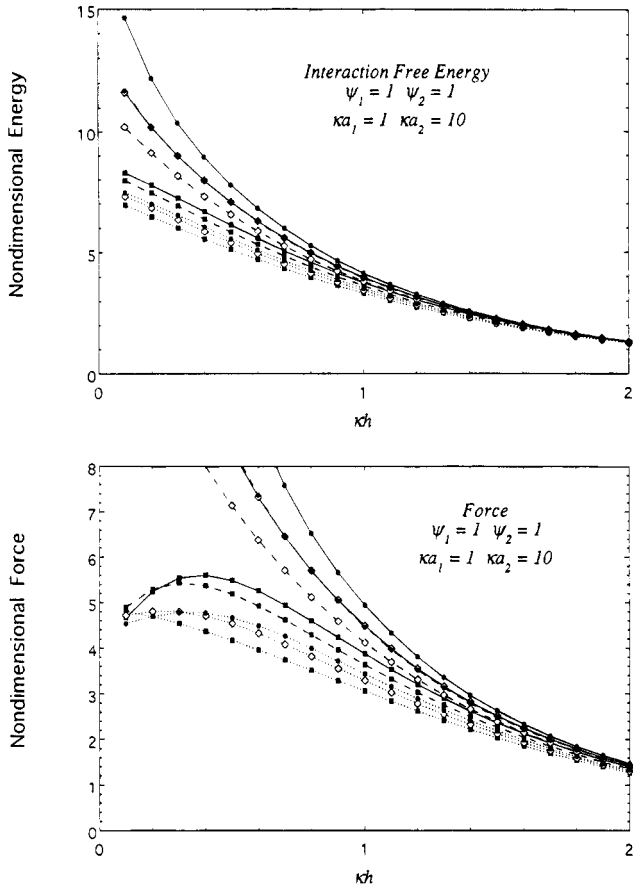 15
10
5
0
Nondimensional Energy
Interaction Free Energy
ψ1 = 1 ψ2 = 1
κa1 = 1 κa2 = 10
0
1
2
κh
8
7
6
5
4
3
2
1
0
Nondimensional Force
Force
ψ1 = 1 ψ2 = 1
κa1 = 1 κa2 = 10
0
1
2
κh